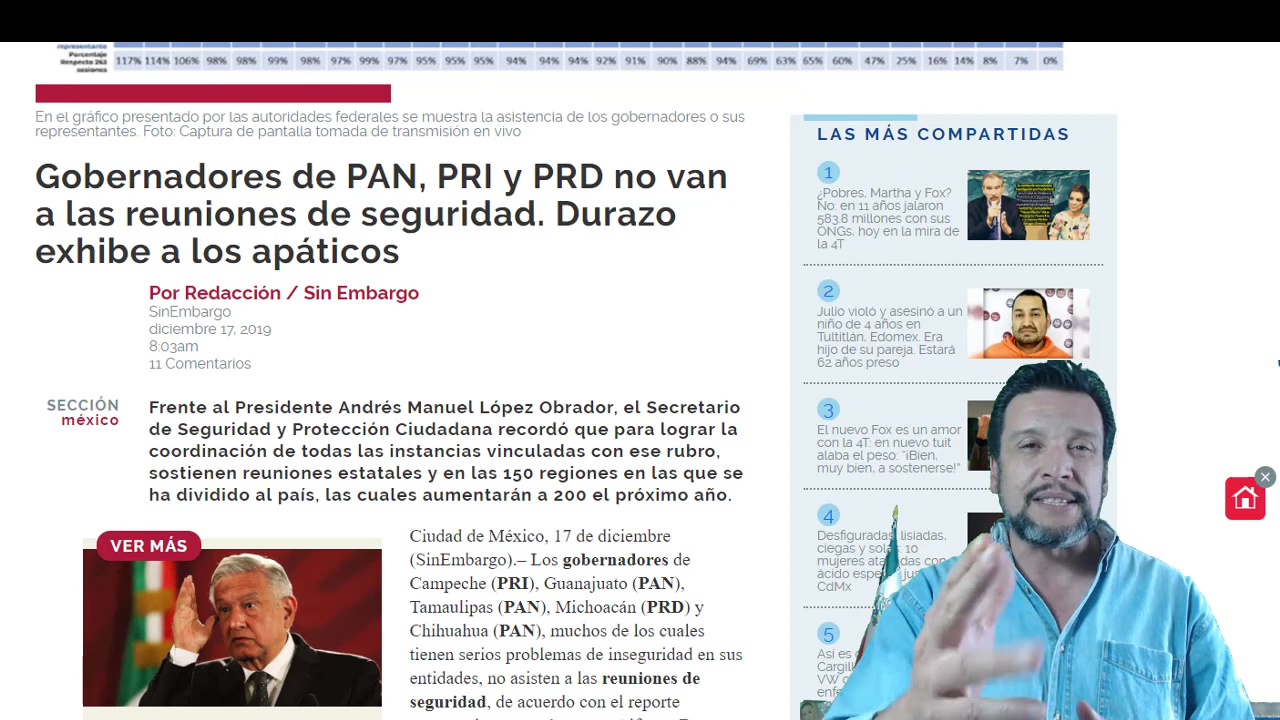 representante
Porcentaje
Respecto 263
sesiones
117% 114% 106% 98% 98% 99% 98% 97% 99% 97% 95% 95% 95% 94% 94% 94% 92% 91% 90% 88% 94% 69% 63% 65% 60% 47% 25% 16% 14% 8% 7% 0%
En el gráfico presentado por las autoridades federales se muestra la asistencia de los gobernadores o sus
representantes. Foto: Captura de pantalla tomada de transmisión en vivo
Gobernadores de PAN, PRI y PRD no van
a las reuniones de seguridad. Durazo
exhibe a los apáticos
Por Redacción / Sin Embargo
SinEmbargo
diciembre 17, 2019
8:03am
11 Comentarios
SECCIÓN
méxico
Frente al Presidente Andrés Manuel López Obrador, el Secretario
de Seguridad y Protección Ciudadana recordó que para lograr la
coordinación de todas las instancias vinculadas con ese rubro,
sostienen reuniones estatales y en las 150 regiones en las que se
ha dividido al país, las cuales aumentarán a 200 el próximo año.
VER MÁS
Ciudad de México, 17 de diciembre
(SinEmbargo).– Los gobernadores de
Campeche (PRI), Guanajuato (PAN),
Tamaulipas (PAN), Michoacán (PRD) y
Chihuahua (PAN), muchos de los cuales
tienen serios problemas de inseguridad en sus
entidades, no asisten a las reuniones de
seguridad, de acuerdo con el reporte
LAS MÁS COMPARTIDAS
1
¿Pobres, Martha y Fox?
No: en 11 años jalaron
583.8 millones con sus
ONGs, hoy en la mira de
la 4T
2
Julio violó y asesinó a un
niño de 4 años en
Tultitlán, Edomex. Era
hijo de su pareja. Estará
62 años preso
3
El nuevo Fox es un amor
con la 4T: en nuevo tuit
alaba el peso: "¡Bien,
muy bien, a sostenerse!"
4
Desfiguradas, lisiadas,
ciegas y solas: 10
mujeres atacadas con
ácido
CdMx
5
Así es
VW